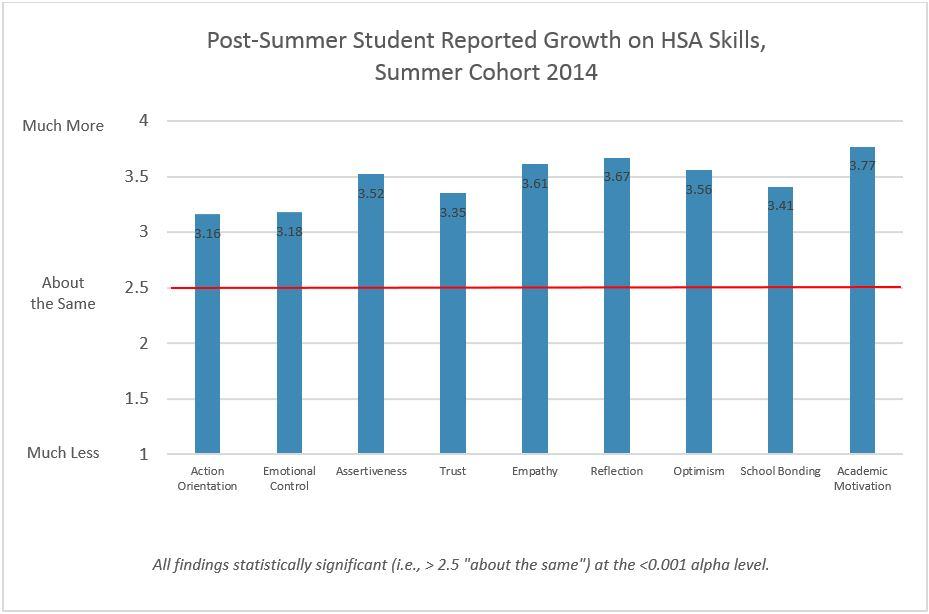 Post-Summer Student Reported Growth on HSA Skills,
Summer Cohort 2014
Much More
4
3.5
3
About
the Same
2.5
2
1.5
Much Less
1
3.16
3.18
3.52
3.35
3.61
3.67
3.56
3.41
3.77
Action
Orientation
Emotional
Control
Assertiveness
Trust
Empathy
Reflection
Optimism
School Bonding
Academic
Motivation
All findings statistically significant (i.e., > 2.5 "about the same") at the <0.001 alpha level.